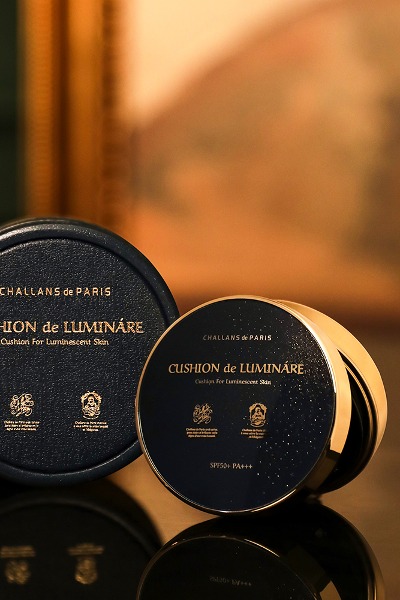 CHALLANS de PARIS
HION de LUMINÁRE
Cushion For Luminescent Skin
CHALLANS de PARIS
CUSHION de LUMINÁRE
Cushion For Luminescent Skin
SPF50+ PA+++